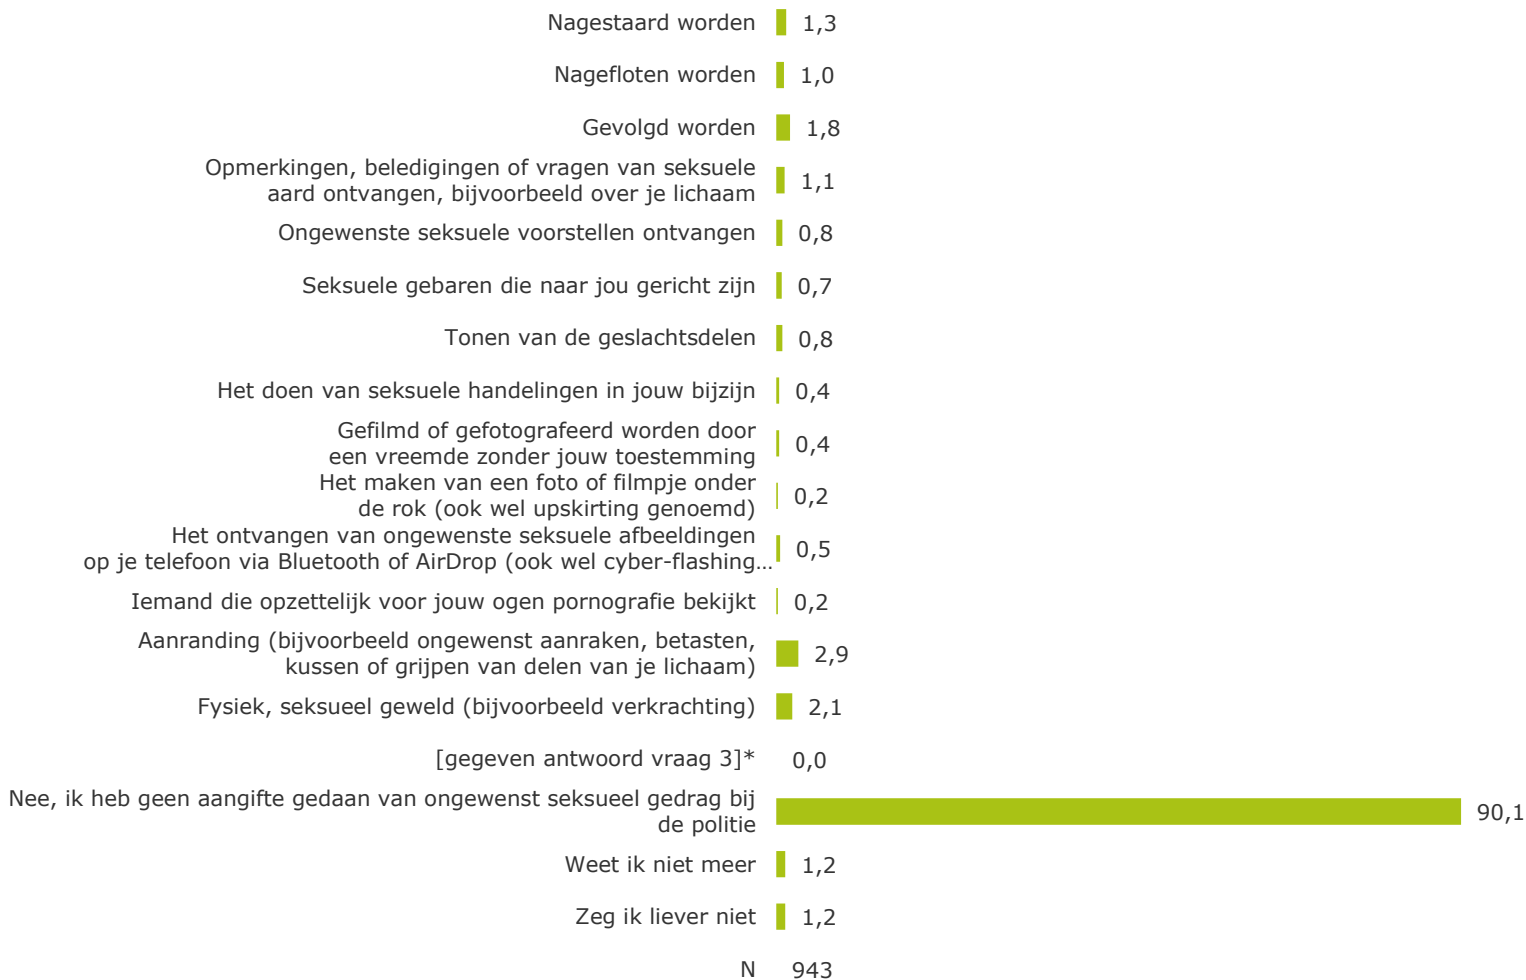 Nagestaard worden 1,3
Nagefloten worden 1,0
Gevolgd worden 1,8
Opmerkingen, beledigingen of vragen van seksuele
aard ontvangen, bijvoorbeeld over je lichaam 1,1
Ongewenste seksuele voorstellen ontvangen 0,8
Seksuele gebaren die naar jou gericht zijn 0,7
Tonen van de geslachtsdelen 0,8
Het doen van seksuele handelingen in jouw bijzijn 0,4
Gefilmd of gefotografeerd worden door
een vreemde zonder jouw toestemming 0,4
Het maken van een foto of filmpje onder
de rok (ook wel upskirting genoemd) 0,2
Het ontvangen van ongewenste seksuele afbeeldingen
op je telefoon via Bluetooth of AirDrop (ook wel cyber-flashing... 0,5
Iemand die opzettelijk voor jouw ogen pornografie bekijkt 0,2
Aanranding (bijvoorbeeld ongewenst aanraken, betasten,
kussen of grijpen van delen van je lichaam) 2,9
Fysiek, seksueel geweld (bijvoorbeeld verkrachting) 2,1
[gegeven antwoord vraag 3]* 0,0
Nee, ik heb geen aangifte gedaan van ongewenst seksueel gedrag bij
de politie 90,1
Weet ik niet meer 1,2
Zeg ik liever niet 1,2
N 943